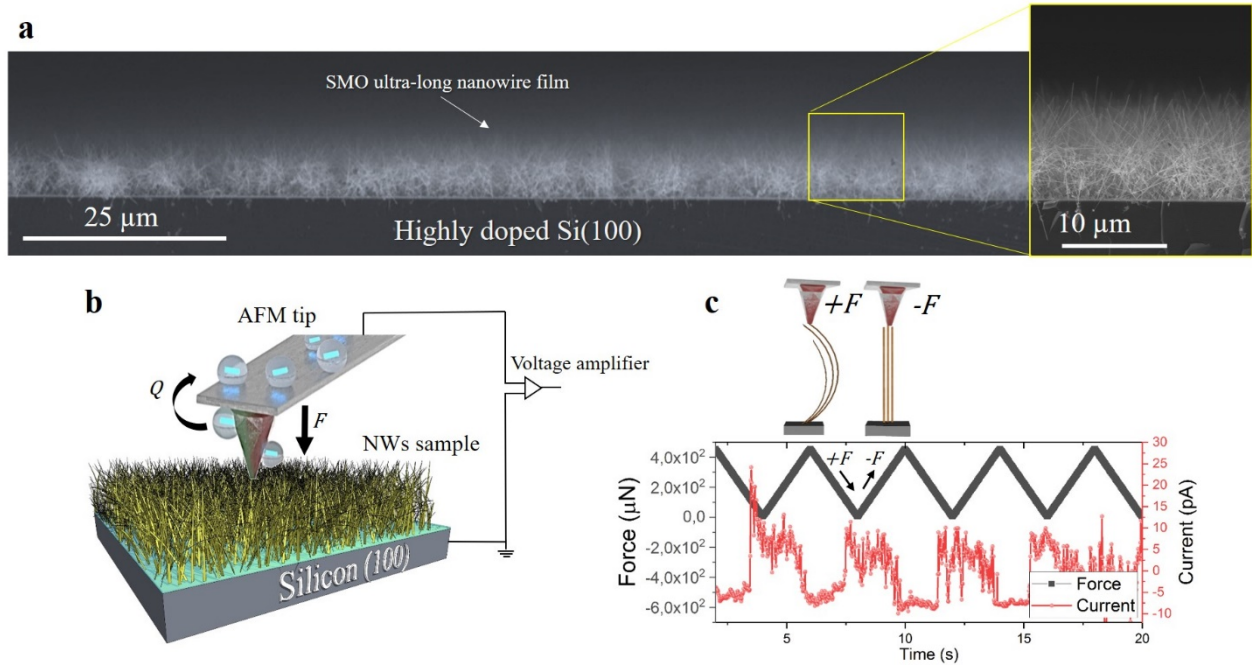 a
SMO ultra-long nanowire film
25 µm
Highly doped Si(100)
10 µm
b
AFM tip
Q
F
Voltage amplifier
NWs sample
Silicon (100)
c
+F
-F
Force (µN)
4,0x10²
2,0x10²
0,0
-2,0x10²
-4,0x10²
-6,0x10²
+F
-F
30
25
20
15
10
5
0
-5
-10
Current (pA)
Force
Current
5
10
15
20
Time (s)